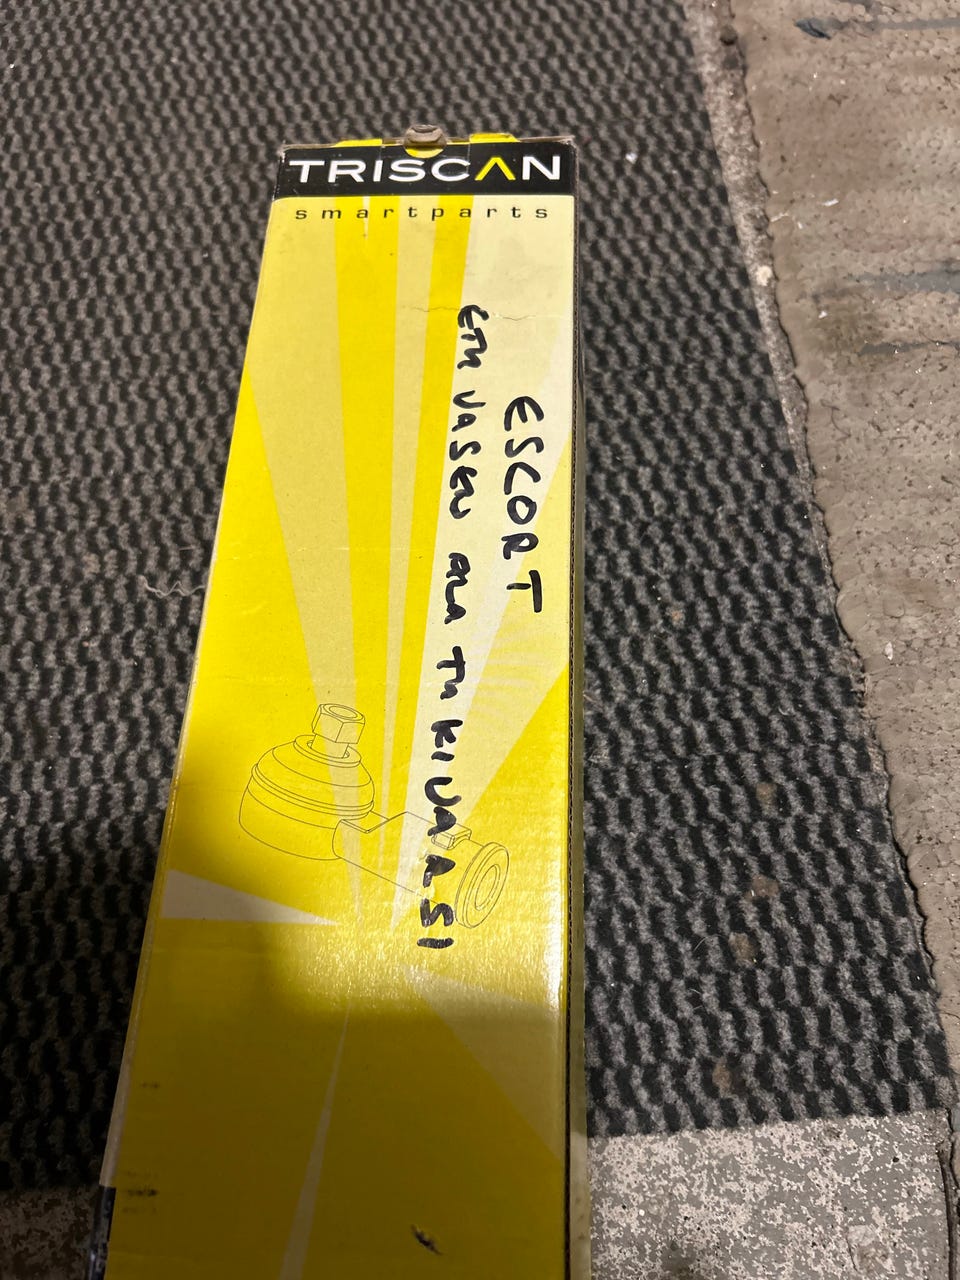 TRISCAN
smartparts
ESCORT
ETU VASEN ALA TUKIVARSI